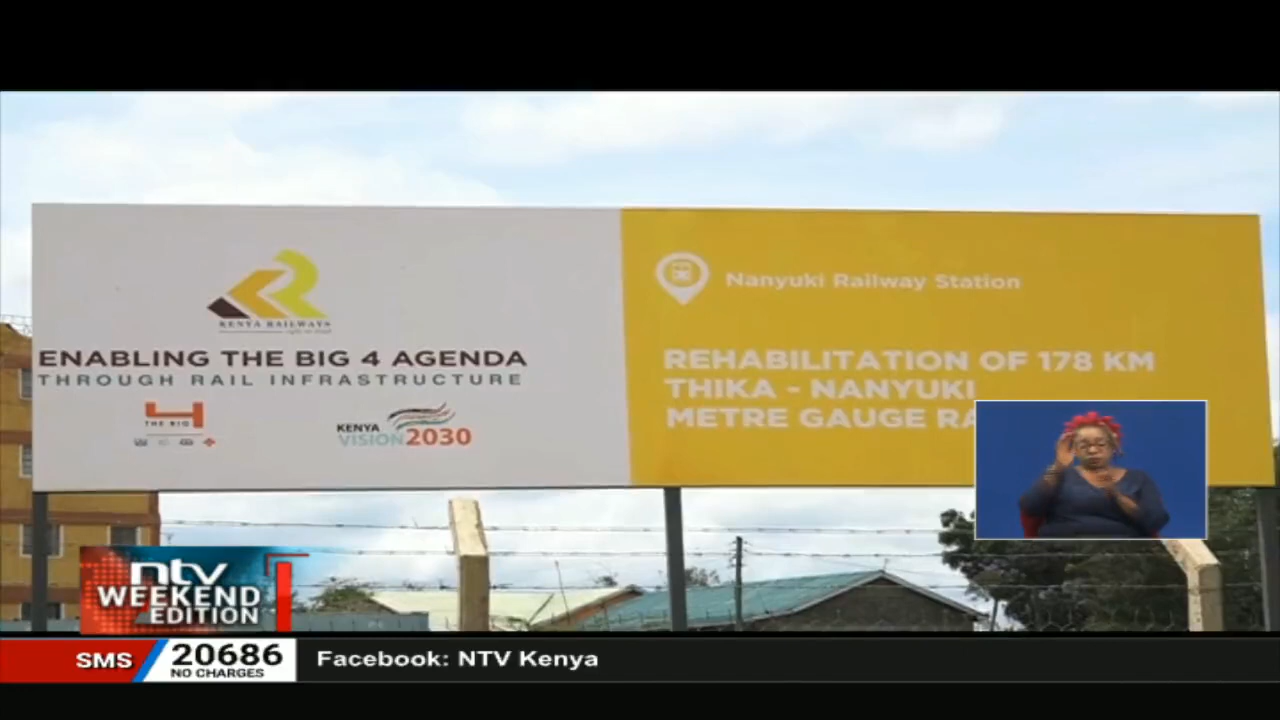 KENYA RAILWAYS
ENABLING THE BIG 4 AGENDA
THROUGH RAIL INFRASTRUCTURE
THE BIG 4
KENYA
VISION 2030
Nanyuki Railway Station
REHABILITATION OF 178 KM
THIKA - NANYUKI
METRE GAUGE RA
ntv
WEEKEND
EDITION
SMS 20686
NO CHARGES
Facebook: NTV Kenya